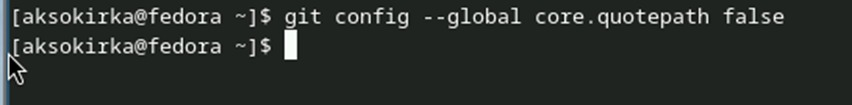 [aksokirka@fedora ~]$ git config --global core.quotepath false
[aksokirka@fedora ~]$